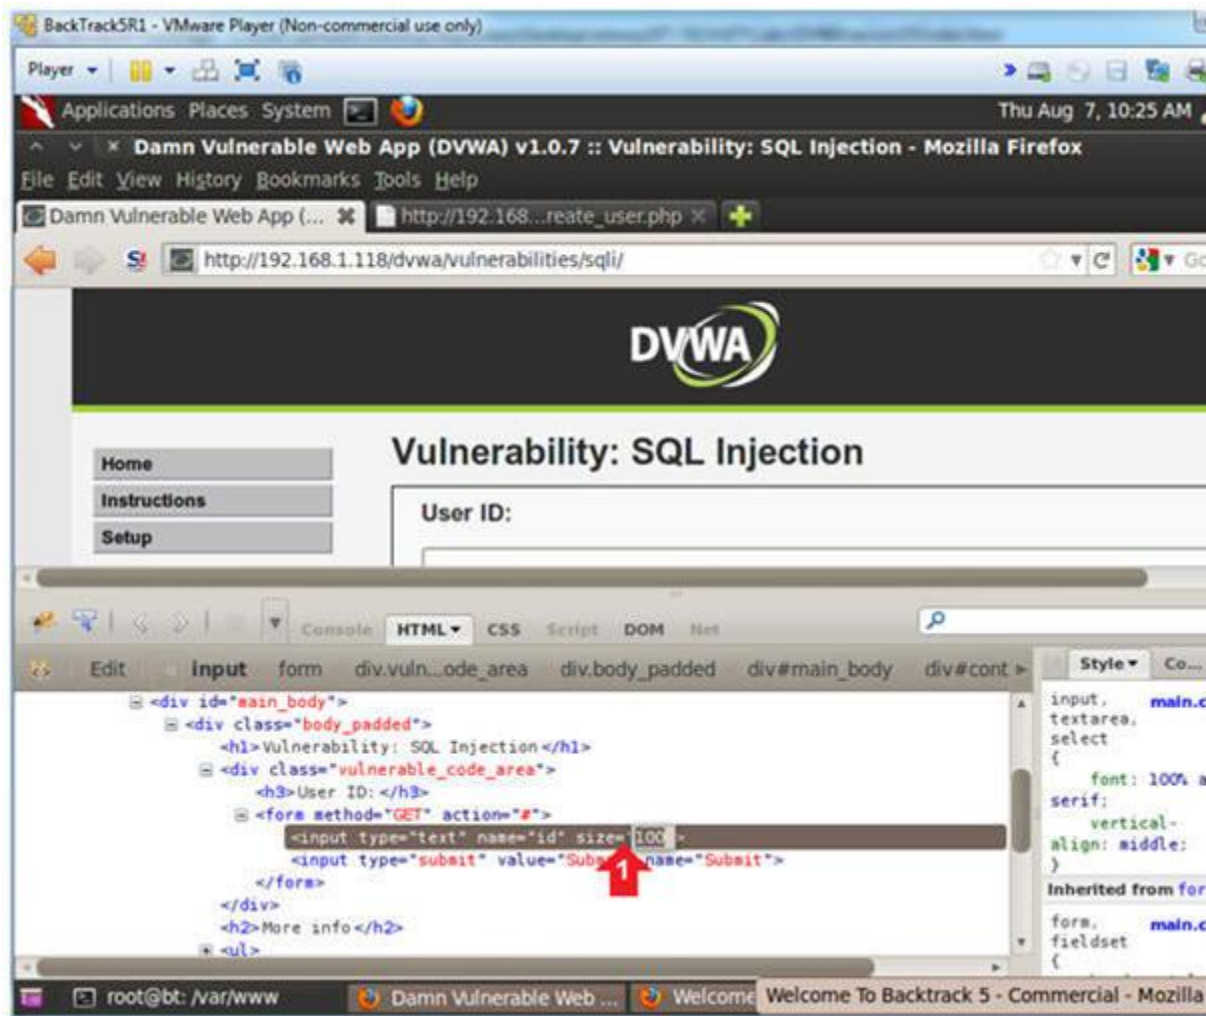 BackTrack5R1 - VMware Player (Non-commercial use only)
Player
Applications Places System Thu Aug 7, 10:25 AM
Damn Vulnerable Web App (DVWA) v1.0.7 :: Vulnerability: SQL Injection - Mozilla Firefox
File Edit View History Bookmarks Tools Help
Damn Vulnerable Web App (... http://192.168...reate_user.php
http://192.168.1.118/dvwa/vulnerabilities/sqli/
DVWA
Vulnerability: SQL Injection
Home
Instructions
Setup
User ID:
Console HTML CSS Script DOM Net
Edit input form div.vuln...ode_area div.body_padded div#main_body div#cont
Style Co...
<div id="main_body">
<div class="body_padded">
<h1>Vulnerability: SQL Injection</h1>
<div class="vulnerable_code_area">
<h3>User ID:</h3>
<form method="GET" action="#">
<input type="text" name="id" size="100">
<input type="submit" value="Sub name="Submit">
</form>
</div>
<h2>More info</h2>
<ul>
1
input, main.c
textarea,
select
{
font: 100% a
serif;
vertical-
align: middle;
}
Inherited from for
form, main.c
fieldset
{
root@bt: /var/www
Damn Vulnerable Web ...
Welcome
Welcome To Backtrack 5 - Commercial - Mozilla